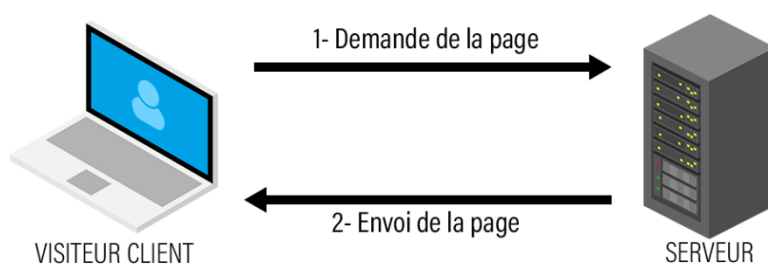 1- Demande de la page
2- Envoi de la page
VISITEUR CLIENT
SERVEUR